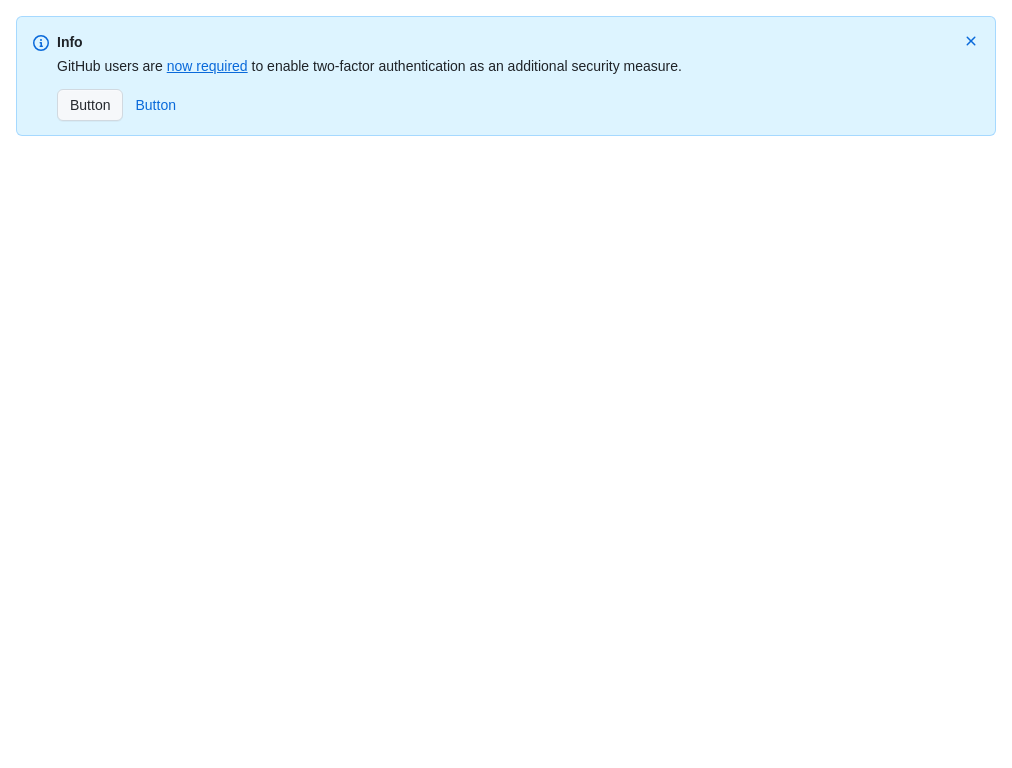 Info
GitHub users are now required to enable two-factor authentication as an additional security measure.
Button Button